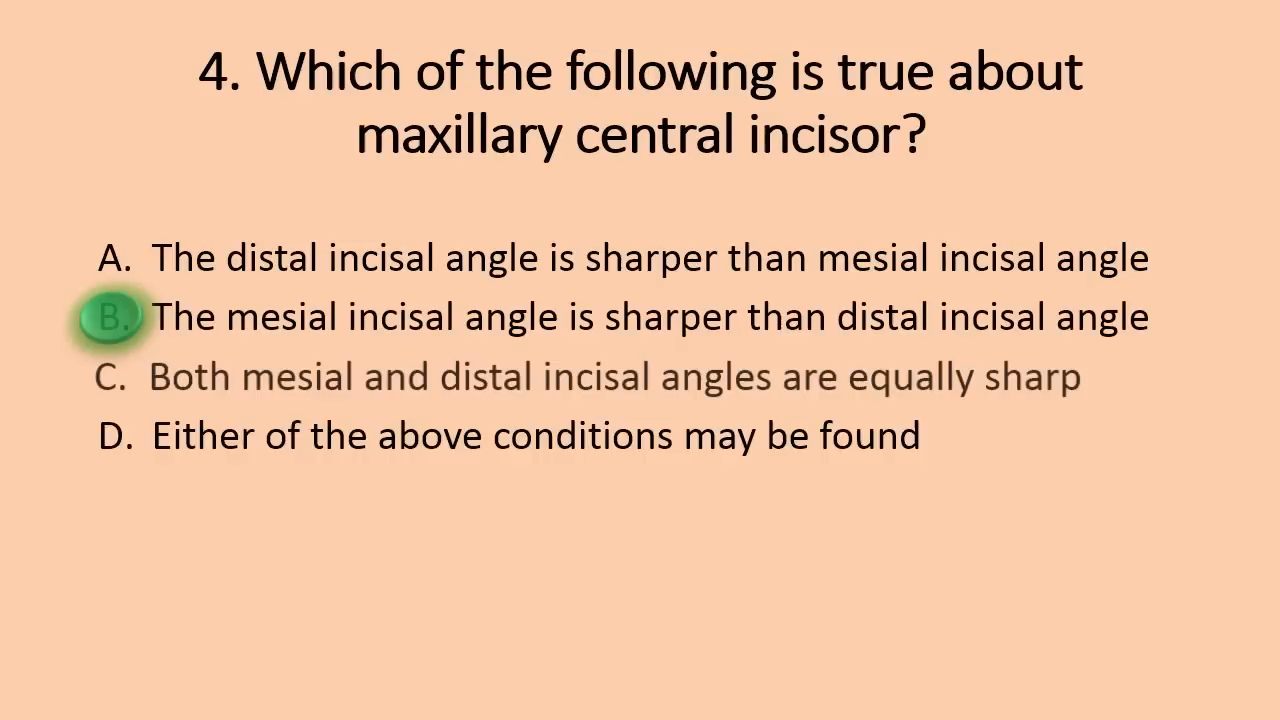 4. Which of the following is true about
maxillary central incisor?
A. The distal incisal angle is sharper than mesial incisal angle
B. The mesial incisal angle is sharper than distal incisal angle
C. Both mesial and distal incisal angles are equally sharp
D. Either of the above conditions may be found